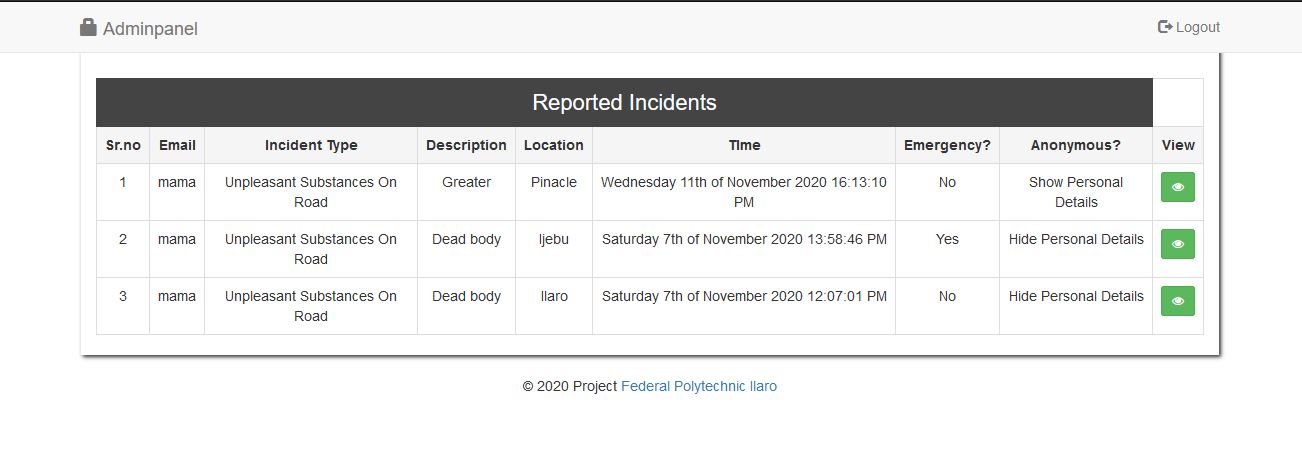 Adminpanel
Logout
Reported Incidents
Sr.no Email Incident Type Description Location Time Emergency? Anonymous? View
1 mama Unpleasant Substances On Greater Pinacle Wednesday 11th of November 2020 16:13:10 No Show Personal
Road PM Details
2 mama Unpleasant Substances On Dead body Ijebu Saturday 7th of November 2020 13:58:46 PM Yes Hide Personal Details
Road
3 mama Unpleasant Substances On Dead body Ilaro Saturday 7th of November 2020 12:07:01 PM No Hide Personal Details
Road
© 2020 Project Federal Polytechnic Ilaro